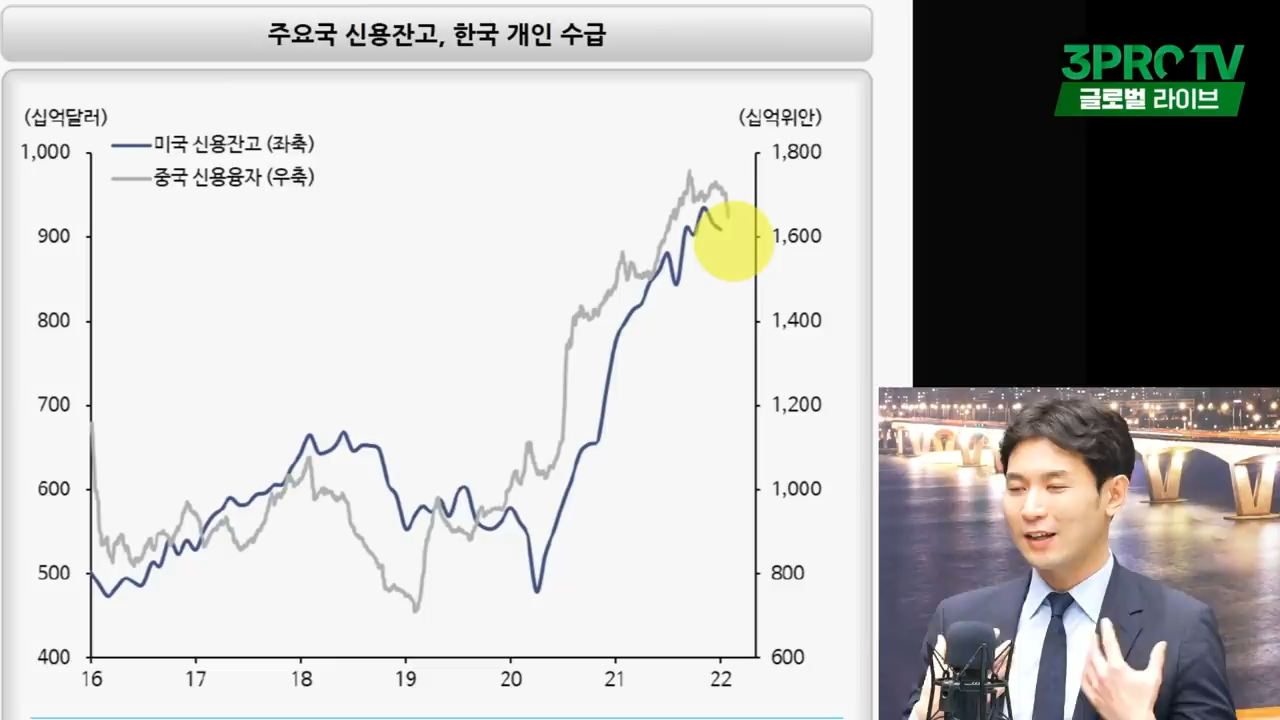 주요국 신용잔고, 한국 개인 수급
3PRO TV
글로벌 라이브
(십억달러)
(십억위안)
미국 신용잔고 (좌축)
중국 신용융자 (우축)
1,000
900
800
700
600
500
400
1,800
1,600
1,400
1,200
1,000
800
600
16 17 18 19 20 21 22